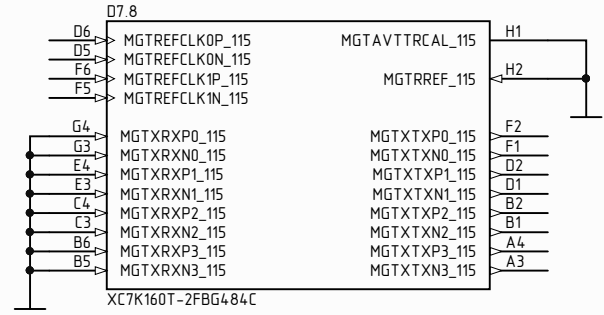 D7.8
D6 MGTREFCLK0P_115 MGTAVTTRCAL_115 H1
D5 MGTREFCLK0N_115
F6 MGTREFCLK1P_115 MGTRREF_115 H2
F5 MGTREFCLK1N_115
G4 MGTXRXP0_115 MGTXTXP0_115 F2
G3 MGTXRXN0_115 MGTXTXN0_115 F1
E4 MGTXRXP1_115 MGTXTXP1_115 D2
E3 MGTXRXN1_115 MGTXTXN1_115 D1
C4 MGTXRXP2_115 MGTXTXP2_115 B2
C3 MGTXRXN2_115 MGTXTXN2_115 B1
B6 MGTXRXP3_115 MGTXTXP3_115 A4
B5 MGTXRXN3_115 MGTXTXN3_115 A3
XC7K160T-2FBG484C